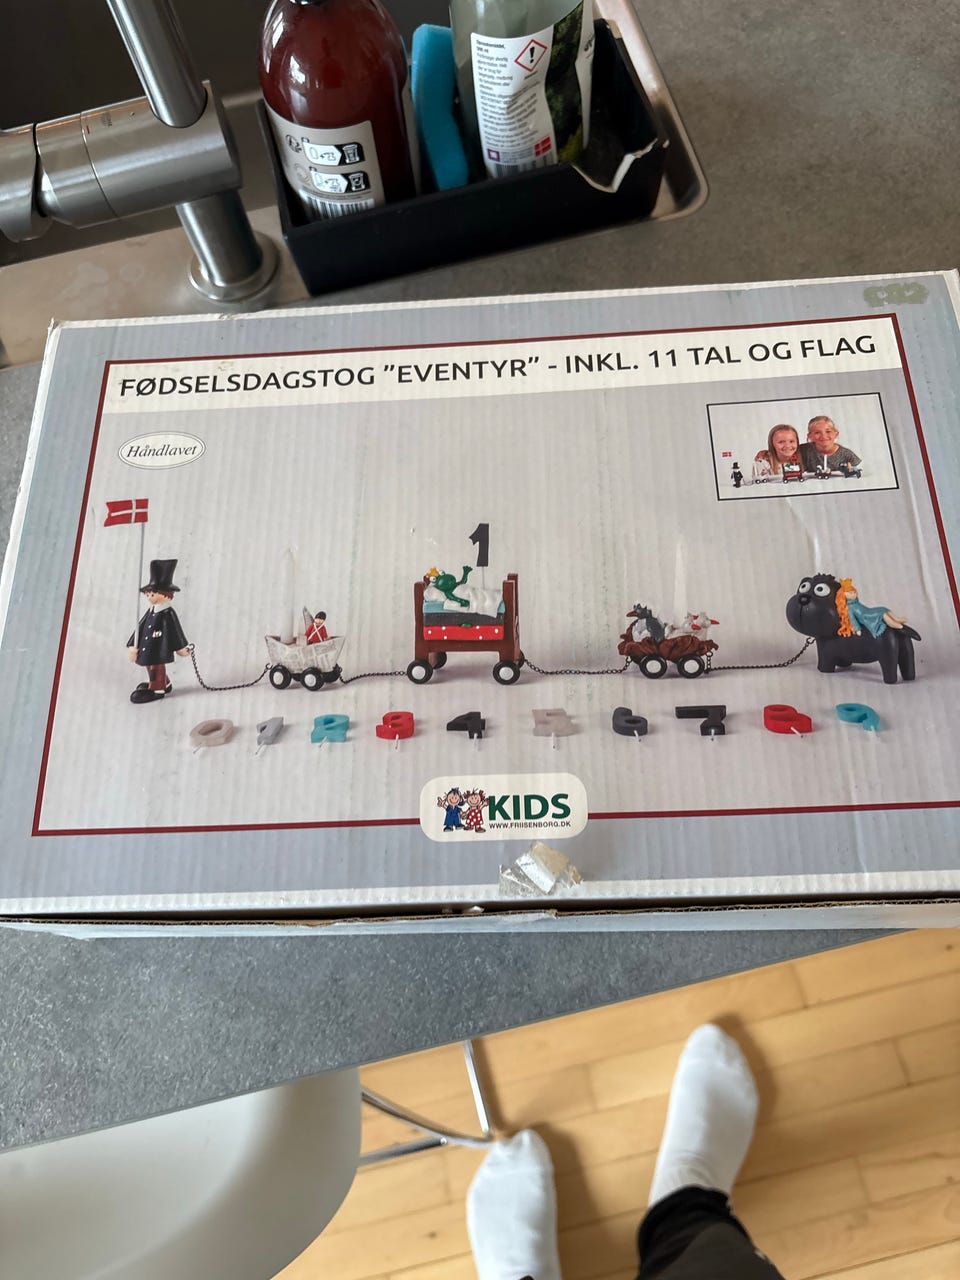 FØDSELSDAGSTOG "EVENTYR" - INKL. 11 TAL OG FLAG
Håndlavet
1
0 1 2 3 4 5 6 7 8 9
KIDS
WWW.FRIISENBORG.DK